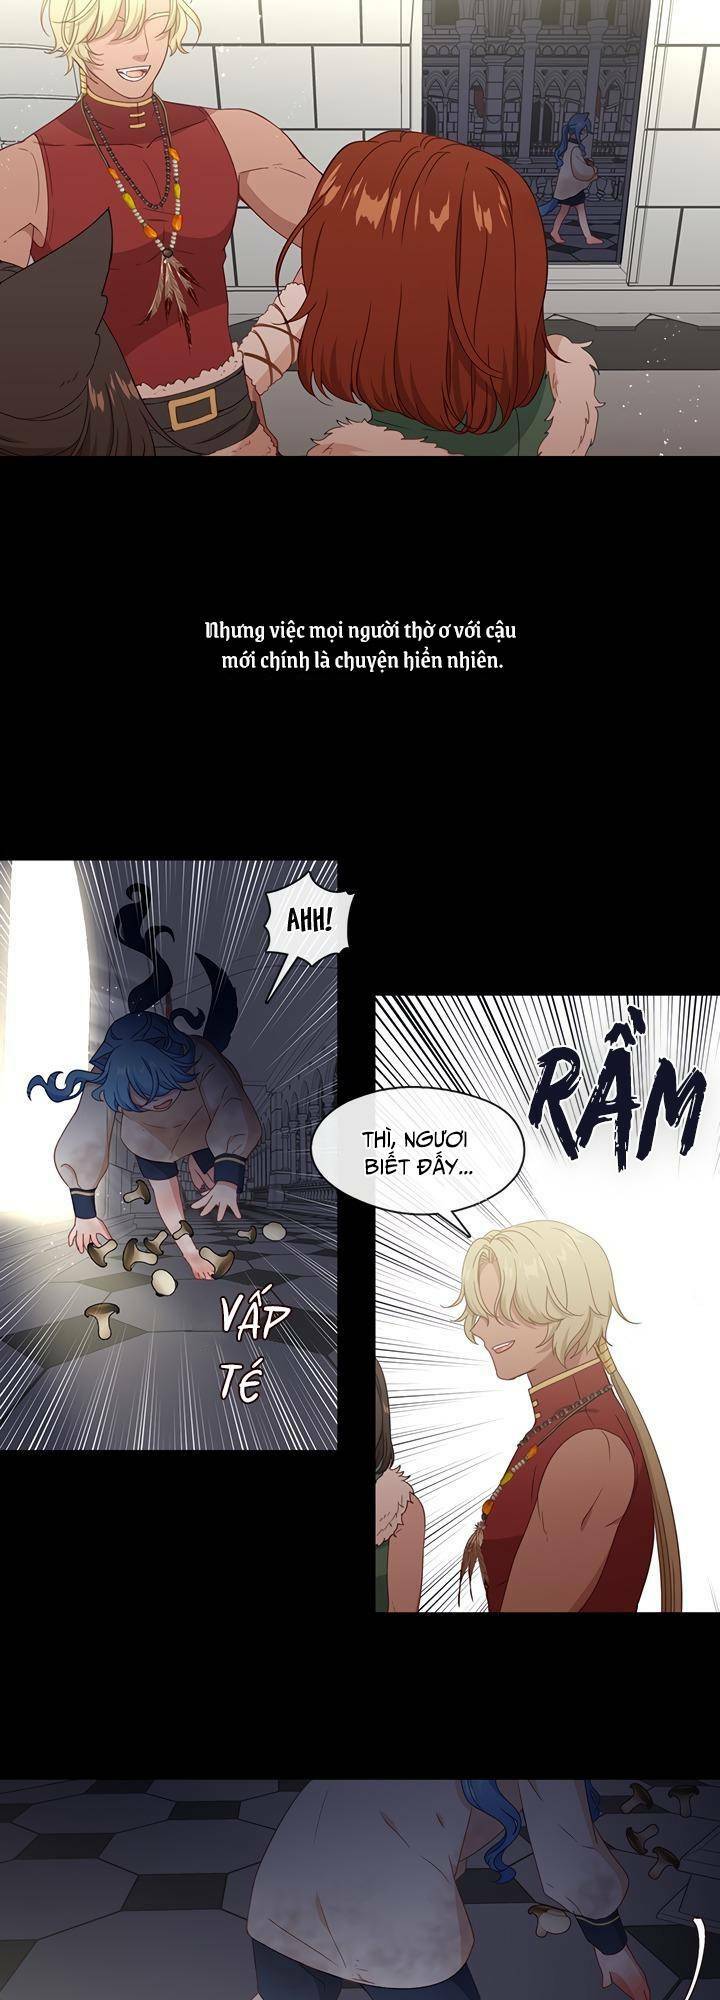 Nhưng việc mọi người thờ ơ với cậu
mới chính là chuyện hiển nhiên.
AHH!
RẦM
THÌ, NGƯƠI
BIẾT ĐẤY...
VẤP
TÉ